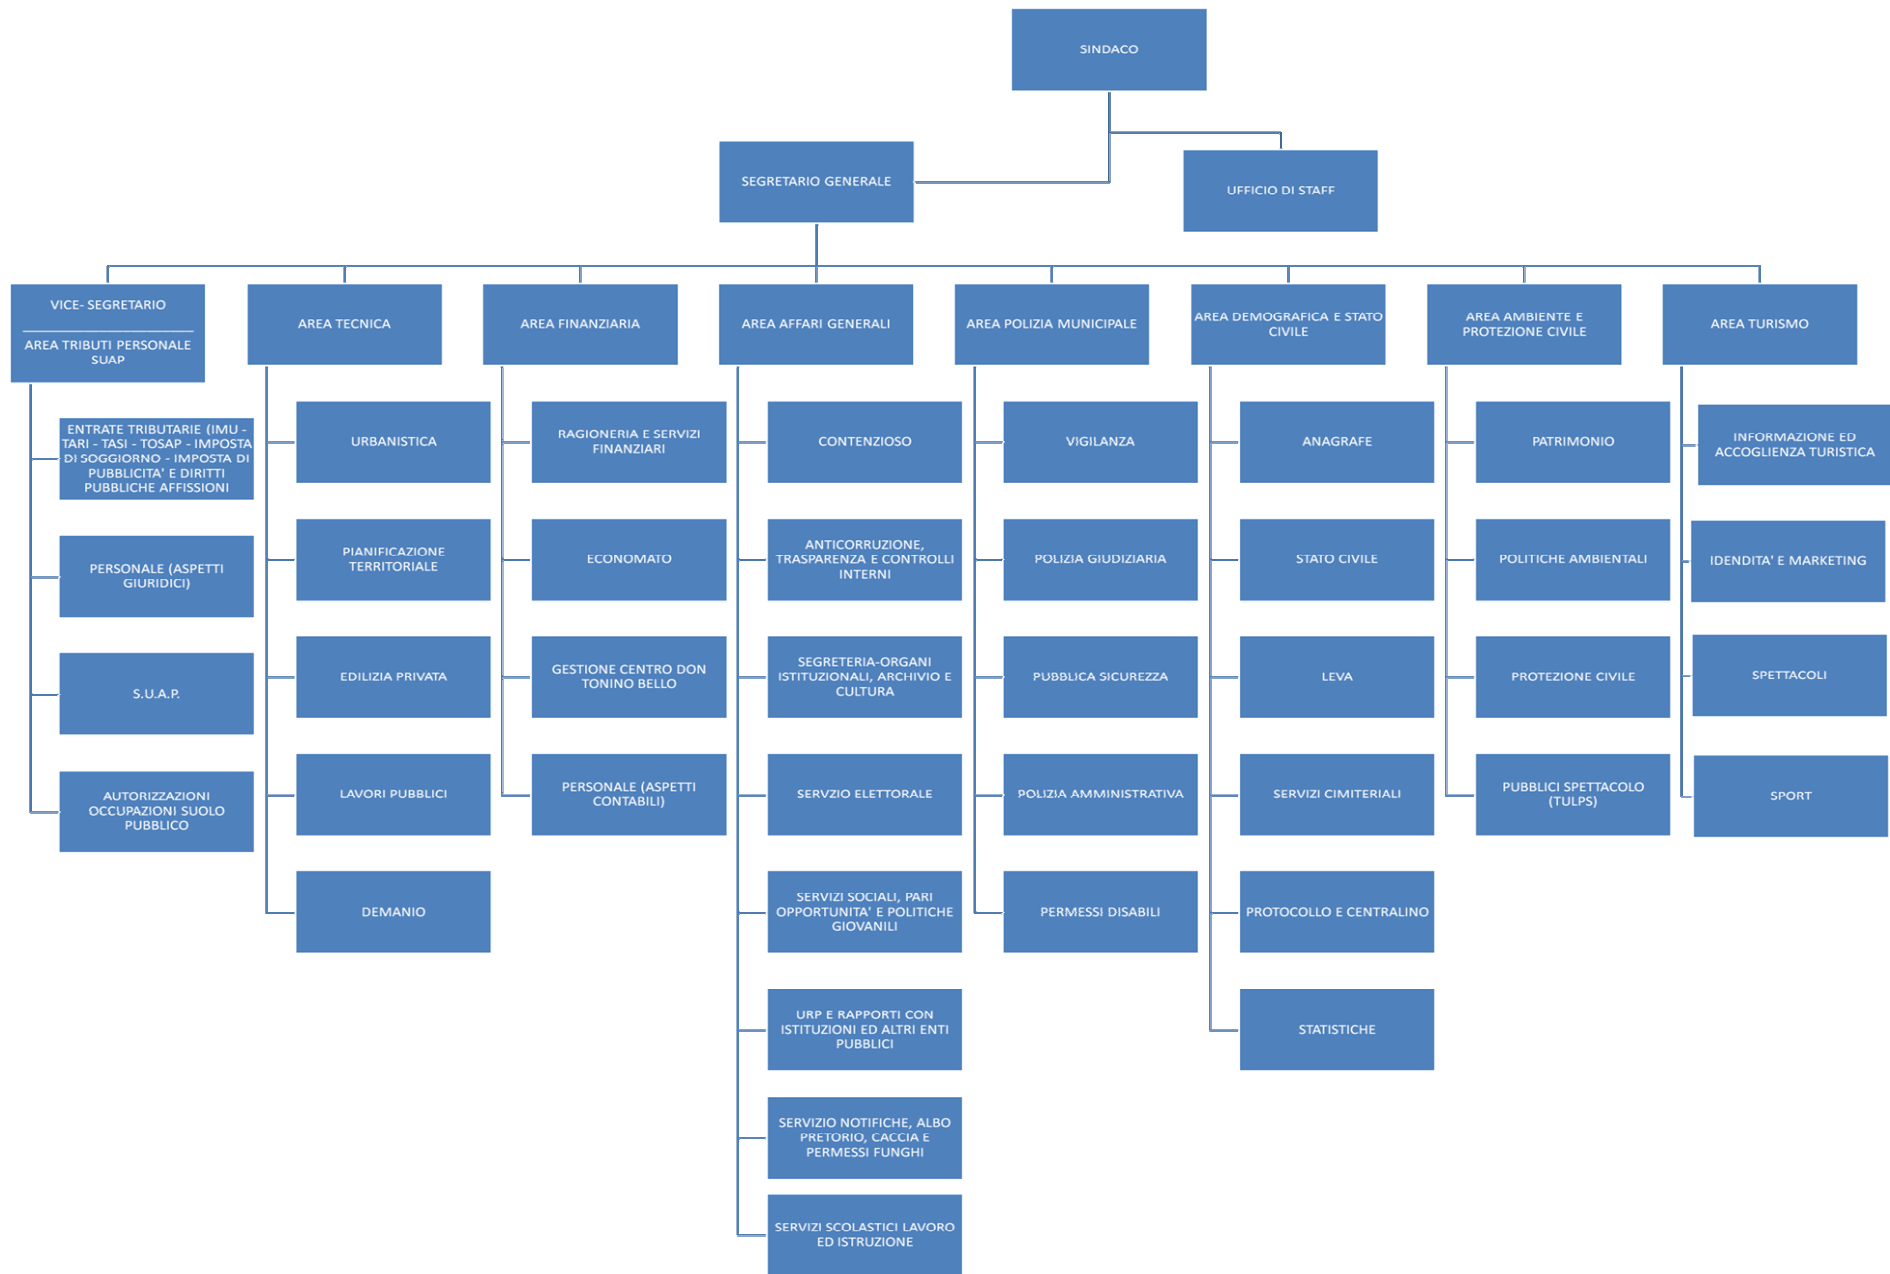 SINDACO
SEGRETARIO GENERALE
UFFICIO DI STAFF
VICE- SEGRETARIO
AREA TRIBUTI PERSONALE
SUAP
ENTRATE TRIBUTARIE (IMU -
TARI - TASI - TOSAP - IMPOSTA
DI SOGGIORNO - IMPOSTA DI
PUBBLICITA' E DIRITTI
PUBBLICHE AFFISSIONI
PERSONALE (ASPETTI
GIURIDICI)
S.U.A.P.
AUTORIZZAZIONI
OCCUPAZIONI SUOLO
PUBBLICO
AREA TECNICA
URBANISTICA
PIANIFICAZIONE
TERRITORIALE
EDILIZIA PRIVATA
LAVORI PUBBLICI
DEMANIO
AREA FINANZIARIA
RAGIONERIA E SERVIZI
FINANZIARI
ECONOMATO
GESTIONE CENTRO DON
TONINO BELLO
PERSONALE (ASPETTI
CONTABILI)
AREA AFFARI GENERALI
CONTENZIOSO
ANTICORRUZIONE,
TRASPARENZA E CONTROLLI
INTERNI
SEGRETERIA-ORGANI
ISTITUZIONALI, ARCHIVIO E
CULTURA
SERVZIO ELETTORALE
SERVIZI SOCIALI, PARI
OPPORTUNITA' E POLITICHE
GIOVANILI
URP E RAPPORTI CON
ISTITUZIONI ED ALTRI ENTI
PUBBLICI
SERVIZIO NOTIFICHE, ALBO
PRETORIO, CACCIA E
PERMESSI FUNGHI
SERVIZI SCOLASTICI LAVORO
ED ISTRUZIONE
AREA POLIZIA MUNICIPALE
VIGILANZA
POLIZIA GIUDIZIARIA
PUBBLICA SICUREZZA
POLIZIA AMMINISTRATIVA
PERMESSI DISABILI
AREA DEMOGRAFICA E STATO
CIVILE
ANAGRAFE
STATO CIVILE
LEVA
SERVIZI CIMITERIALI
PROTOCOLLO E CENTRALINO
STATISTICHE
AREA AMBIENTE E
PROTEZIONE CIVILE
PATRIMONIO
POLITICHE AMBIENTALI
PROTEZIONE CIVILE
PUBBLICI SPETTACOLO
(TULPS)
AREA TURISMO
INFORMAZIONE ED
ACCOGLIENZA TURISTICA
IDENDITA' E MARKETING
SPETTACOLI
SPORT